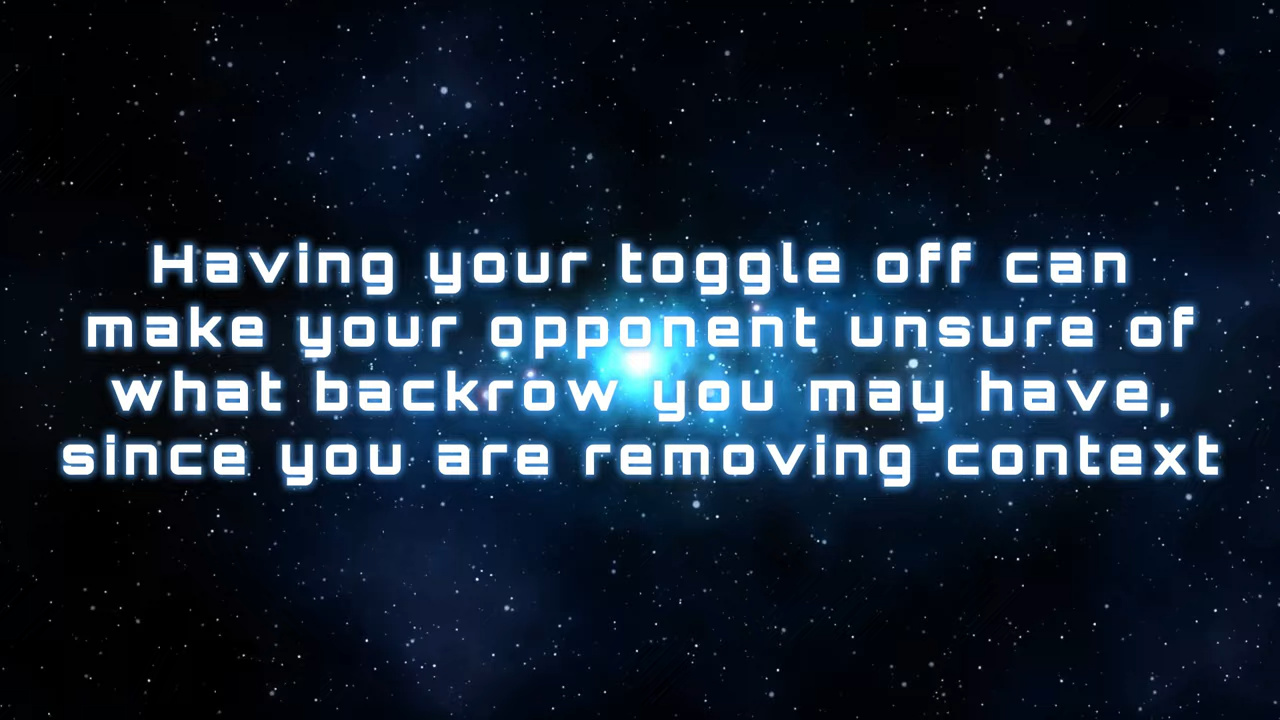 Having your toggle off can
make your opponent unsure of
what backrow you may have,
since you are removing context